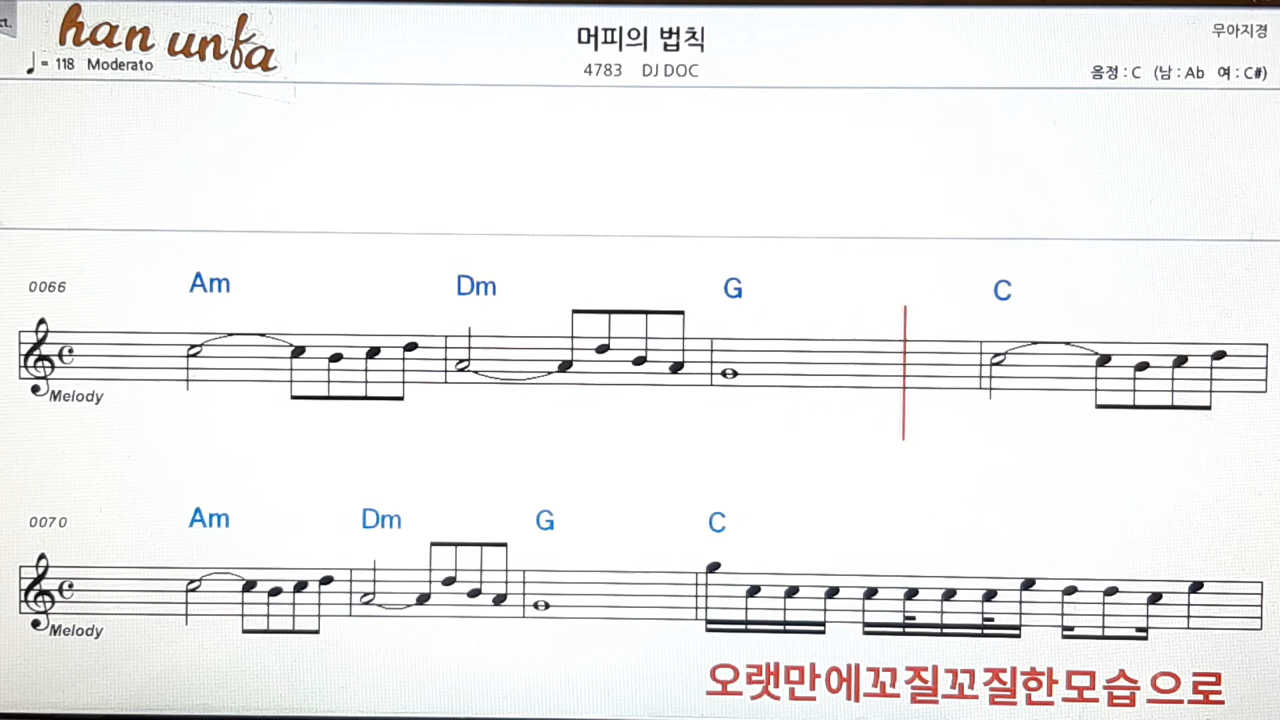 ct.
han unfa
= 118 Moderato
머피의 법칙
4783 DJ DOC
무아지경
음정 : C (남 : Ab 여 : C#)
0066 Am Dm G C
Melody
0070 Am Dm G C
Melody
오랫만에꼬질꼬질한모습으로